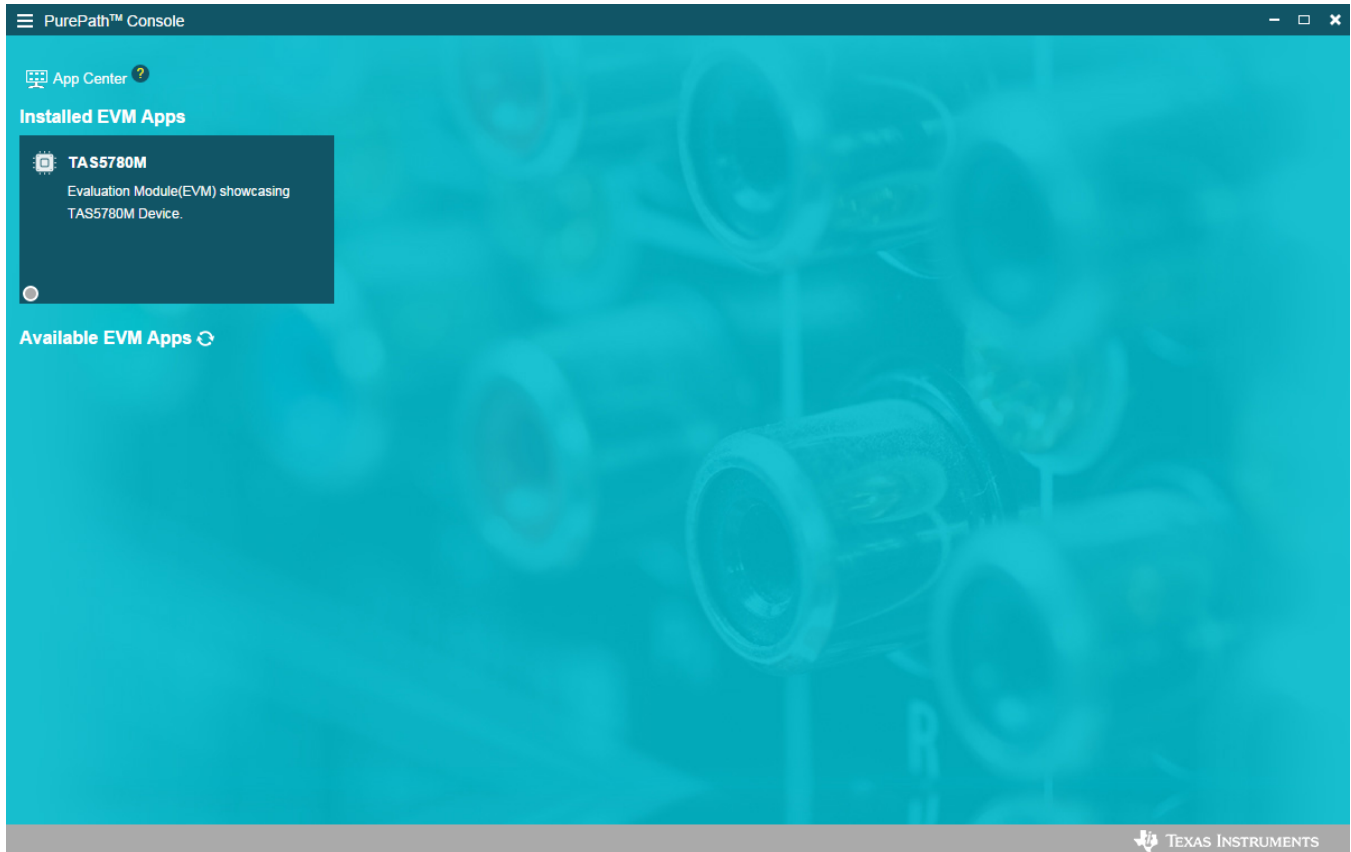 PurePath™ Console
App Center ?
Installed EVM Apps
TAS5780M
Evaluation Module(EVM) showcasing
TAS5780M Device.
Available EVM Apps
R
TEXAS INSTRUMENTS